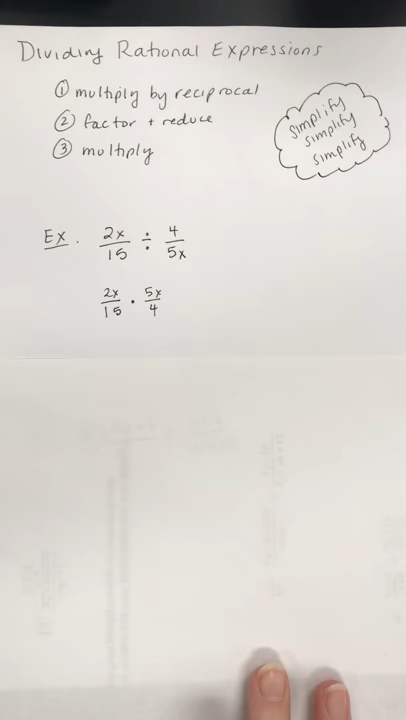 Dividing Rational Expressions
① multiply by reciprocal
② factor + reduce
③ multiply
simplify
simplify
simplify
Ex. 2x/15 ÷ 4/5x
2x/15 · 5x/4